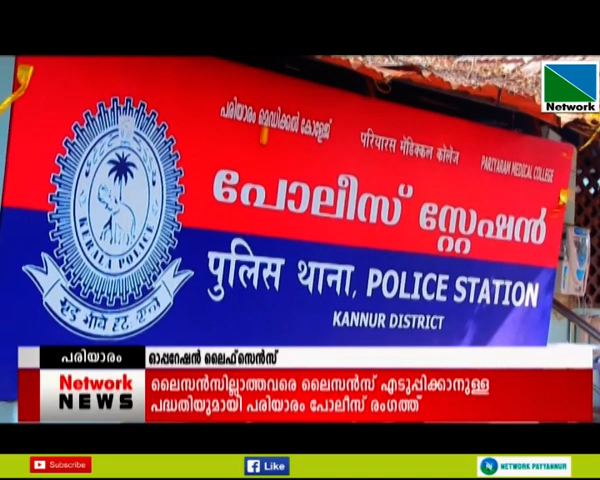 Network
പരിയാരം മെഡിക്കൽ കോളേജ് परियारम मेडिक्कल कॉलेज PARIYARAM MEDICAL COLLEGE
പോലീസ് സ്റ്റേഷൻ
पुलिस थाना, POLICE STATION
KANNUR DISTRICT
KERALA POLICE
പരിയാരം
ഓപ്പറേഷൻ ലൈഫ്സെൻസ്
Network
NEWS
ലൈസൻസില്ലാത്തവരെ ലൈസൻസ് എടുപ്പിക്കാനുള്ള
പദ്ധതിയുമായി പരിയാരം പോലീസ് രംഗത്ത്
Subscribe
Like
NETWORK PAYYANNUR